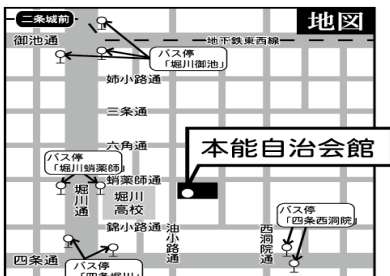 二条城前
地図
御池通
地下鉄東西線
バス停
「堀川御池」
姉小路通
三条通
六角通
本能自治会館
バス停
「堀川蛸薬師」
蛸薬師通
堀川通
堀川
高校
油小路通
西洞院通
バス停
「四条西洞院」
錦小路通
四条通
バス停
「四条堀川」